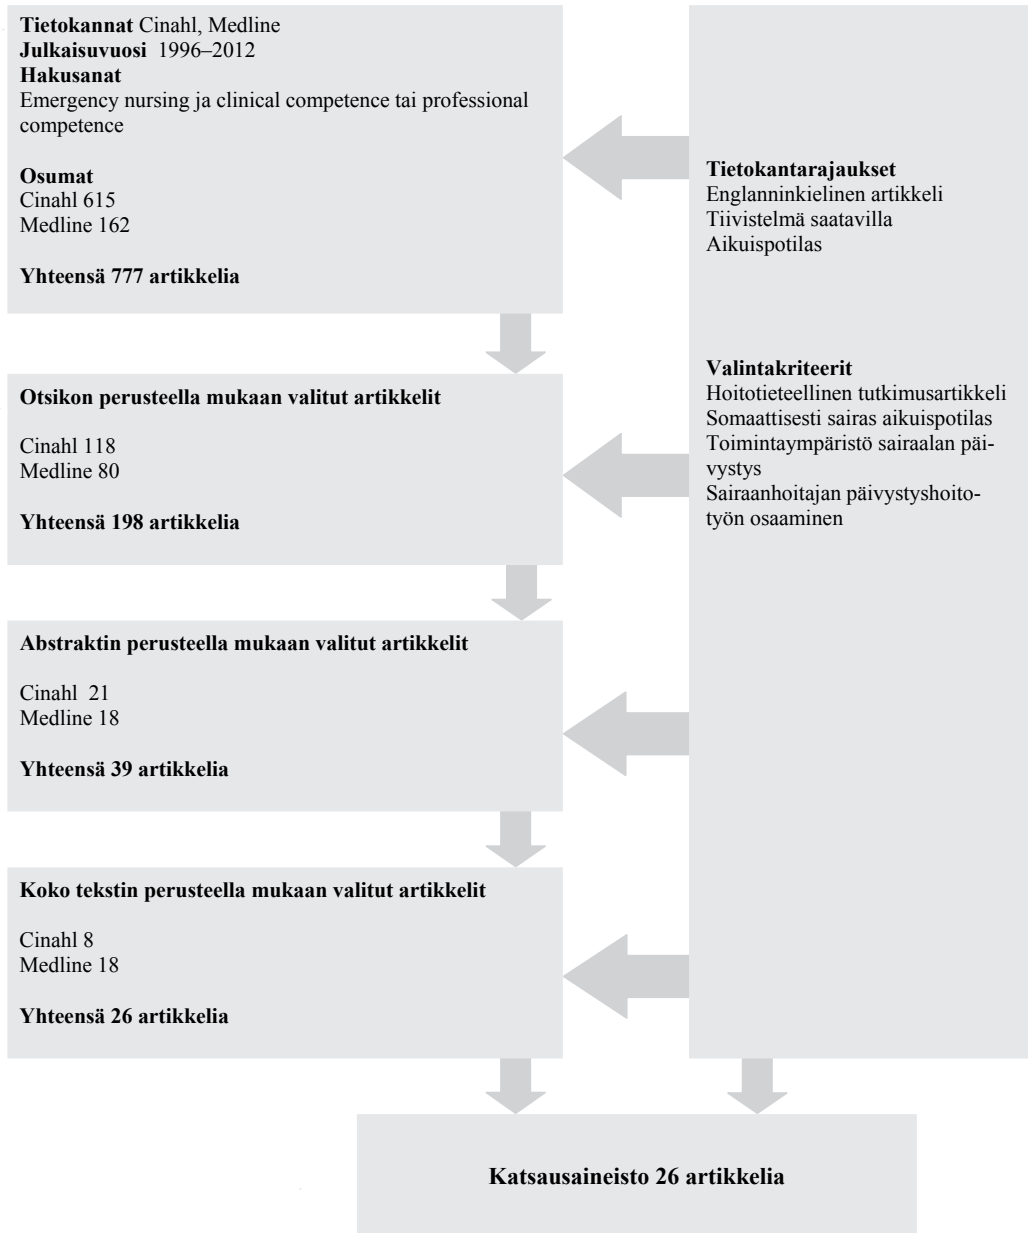 Tietokannat Cinahl, Medline
Julkaisuvuosi 1996–2012
Hakusanat
Emergency nursing ja clinical competence tai professional
competence
Osumat
Cinahl 615
Medline 162
Yhteensä 777 artikkelia
Otsikon perusteella mukaan valitut artikkelit
Cinahl 118
Medline 80
Yhteensä 198 artikkelia
Abstraktin perusteella mukaan valitut artikkelit
Cinahl 21
Medline 18
Yhteensä 39 artikkelia
Koko tekstin perusteella mukaan valitut artikkelit
Cinahl 8
Medline 18
Yhteensä 26 artikkelia
Tietokantarajaukset
Englanninkielinen artikkeli
Tiivistelmä saatavilla
Aikuispotilas
Valintakriteerit
Hoitotieteellinen tutkimusartikkeli
Somaattisesti sairas aikuispotilas
Toimintaympäristö sairaalan päi-
vystys
Sairaanhoitajan päivystyshoito-
työn osaaminen
Katsausaineisto 26 artikkelia